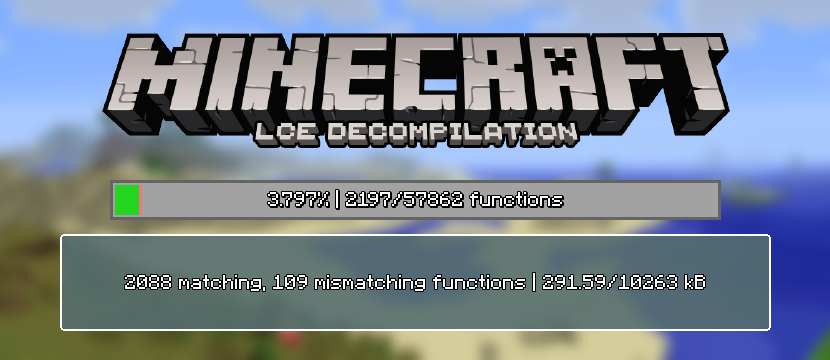 MINECRAFT
LCE DECOMPILATION
3.797% | 2197/57862 functions
2088 matching, 109 mismatching functions | 291.59/10263 kB